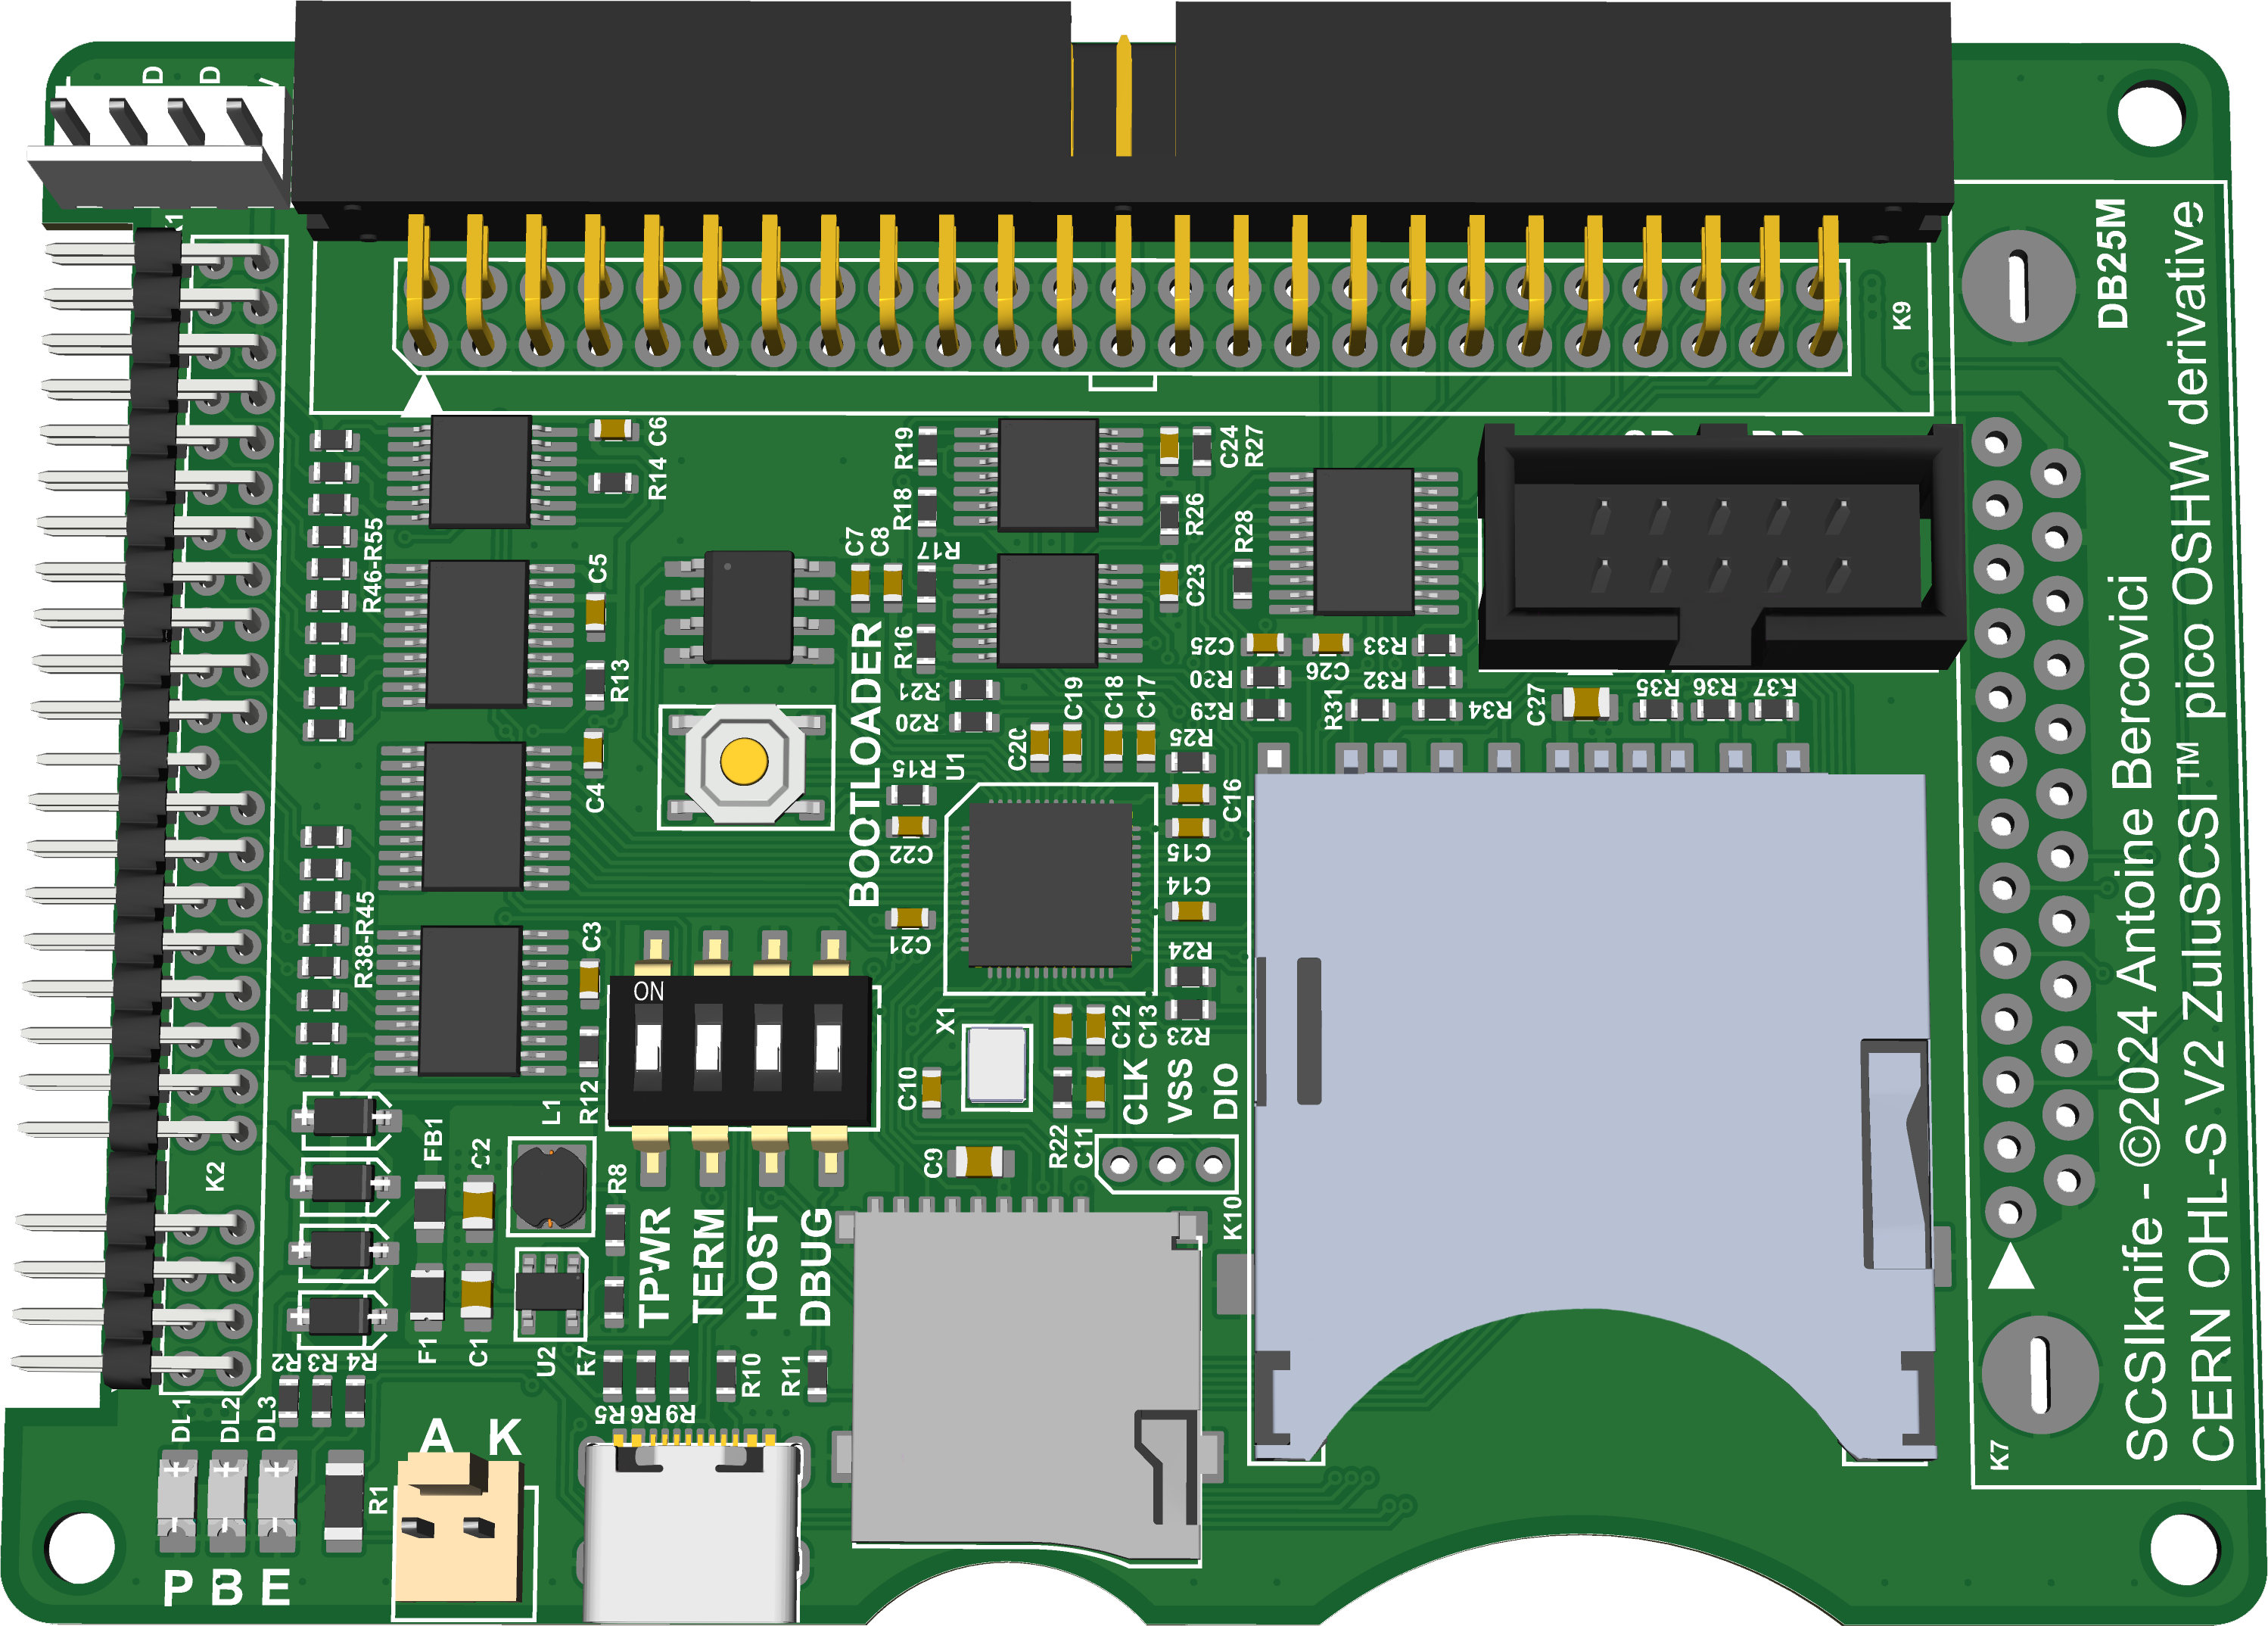 D
D
K9
DB25M
C6
R14
R19
R18
C24
R27
R26
R28
C7
C8
R17
C5
R46-R55
C23
R16
R13
R21
R20
C19
C18
C17
C25
C26
R33
R30
R32
R29
R31
R34
C27
R35
R36
R37
BOOTLOADER
C4
R15
U1
R25
C16
C22
C15
C14
C21
R24
R38-R45
C3
ON
X1
C12
C13
R23
C10
CLK
VSS
DIO
R12
L1
FB1
C2
R8
C9
R22
C11
K10
K2
TPWR
TERM
HOST
DBUG
F1
C1
U2
R7
R2
R3
R4
R10
R11
R5
R6
R9
DL1
DL2
DL3
A
K
R1
P
B
E
K7
SCSIknife - ©2024 Antoine Bercovici
CERN OHL-S V2 ZuluSCSI™ pico OSHW derivative